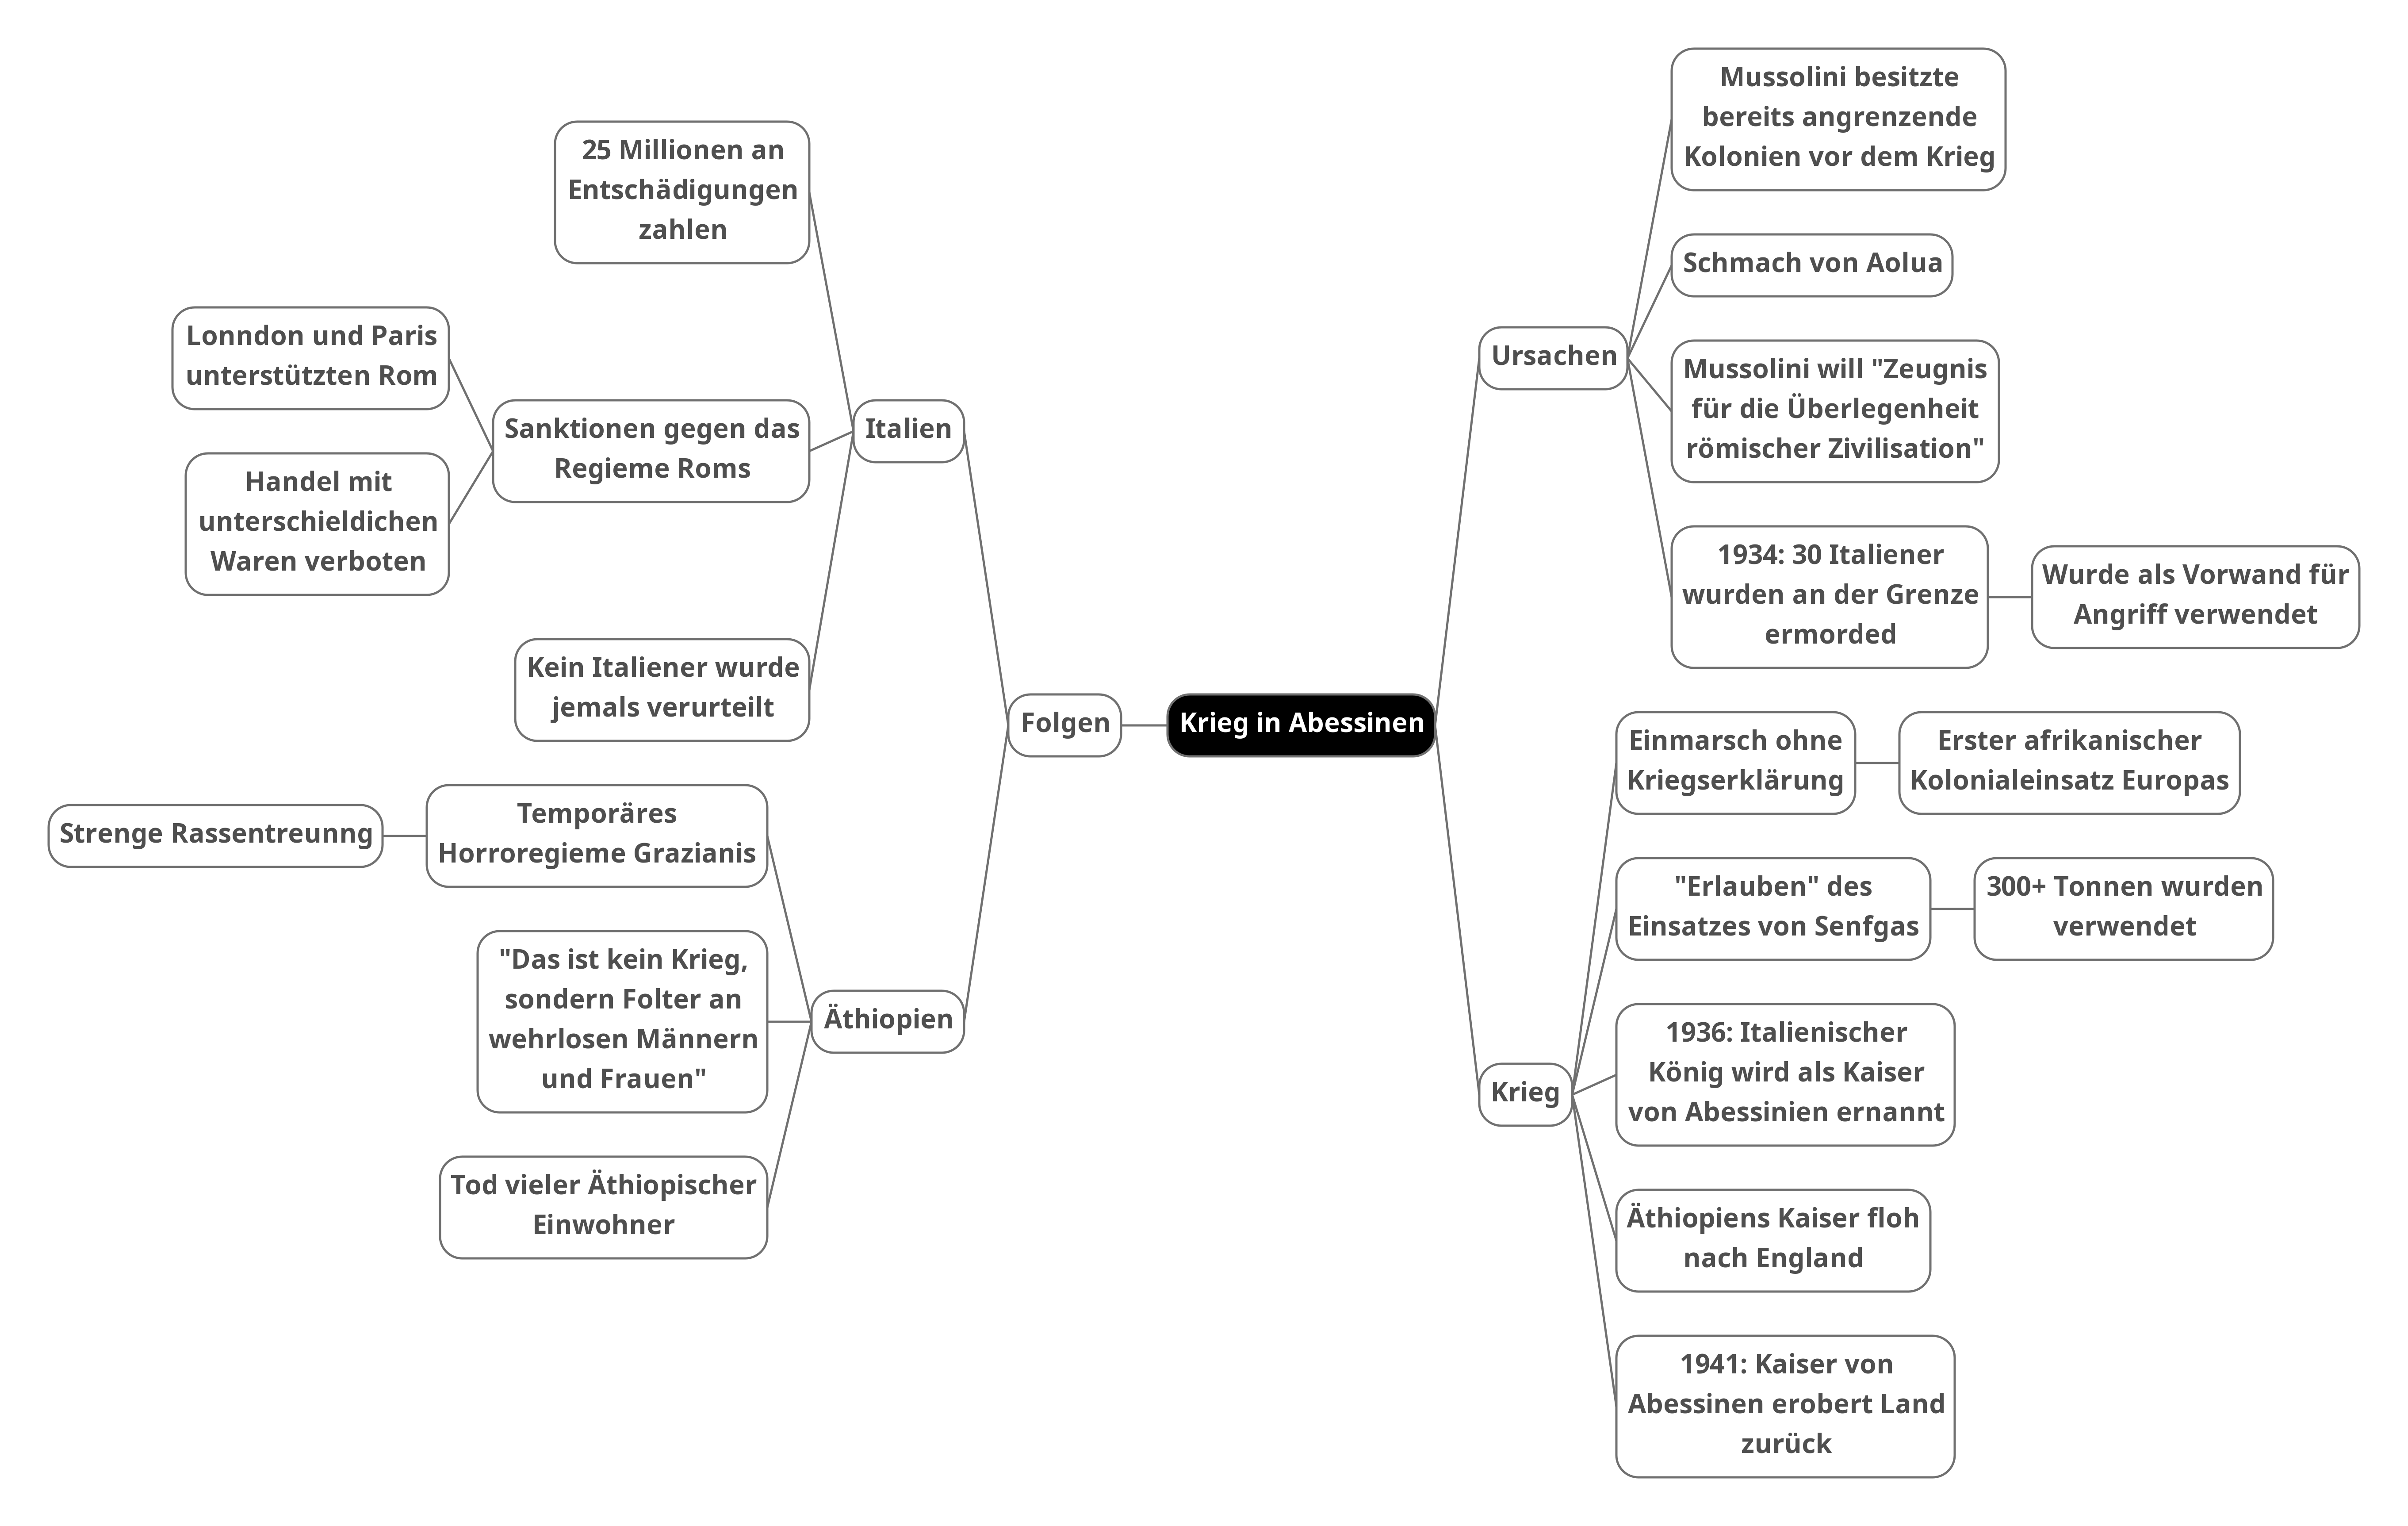 Krieg in Abessinen
Ursachen
Mussolini besitzte
bereits angrenzende
Kolonien vor dem Krieg
Schmach von Aolua
Mussolini will "Zeugnis
für die Überlegenheit
römischer Zivilisation"
1934: 30 Italiener
wurden an der Grenze
ermorded
Wurde als Vorwand für
Angriff verwendet
Krieg
Einmarsch ohne
Kriegserklärung
Erster afrikanischer
Kolonialeinsatz Europas
"Erlauben" des
Einsatzes von Senfgas
300+ Tonnen wurden
verwendet
1936: Italienischer
König wird als Kaiser
von Abessinien ernannt
Äthiopiens Kaiser floh
nach England
1941: Kaiser von
Abessinen erobert Land
zurück
Folgen
Italien
25 Millionen an
Entschädigungen
zahlen
Sanktionen gegen das
Regieme Roms
Lonndon und Paris
unterstützten Rom
Handel mit
unterschieldichen
Waren verboten
Kein Italiener wurde
jemals verurteilt
Äthiopien
Temporäres
Horroregieme Grazianis
Strenge Rassentreunng
"Das ist kein Krieg,
sondern Folter an
wehrlosen Männern
und Frauen"
Tod vieler Äthiopischer
Einwohner